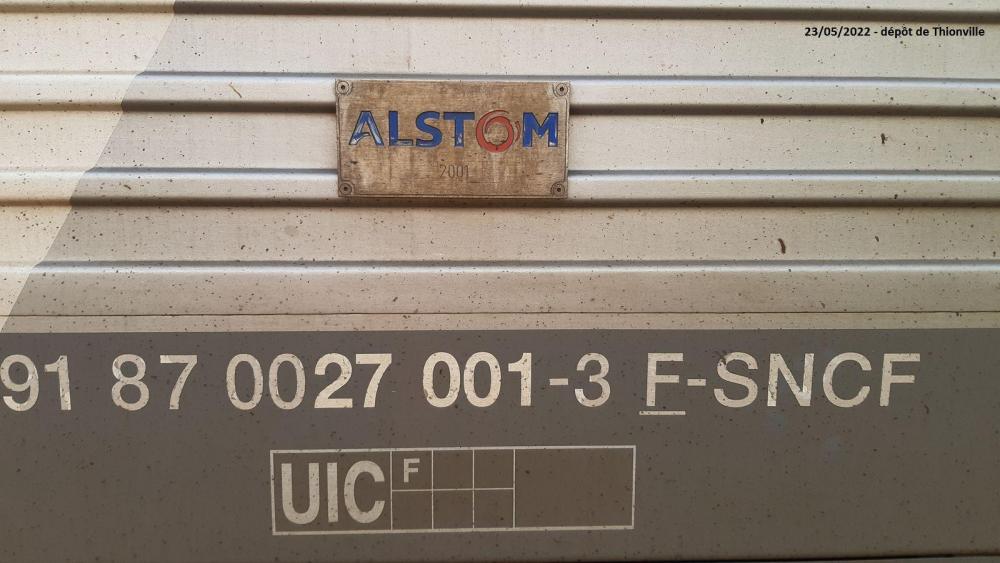 23/05/2022 - dépôt de Thionville
ALSTOM
2001
91 87 0027 001-3 F-SNCF
UIC F